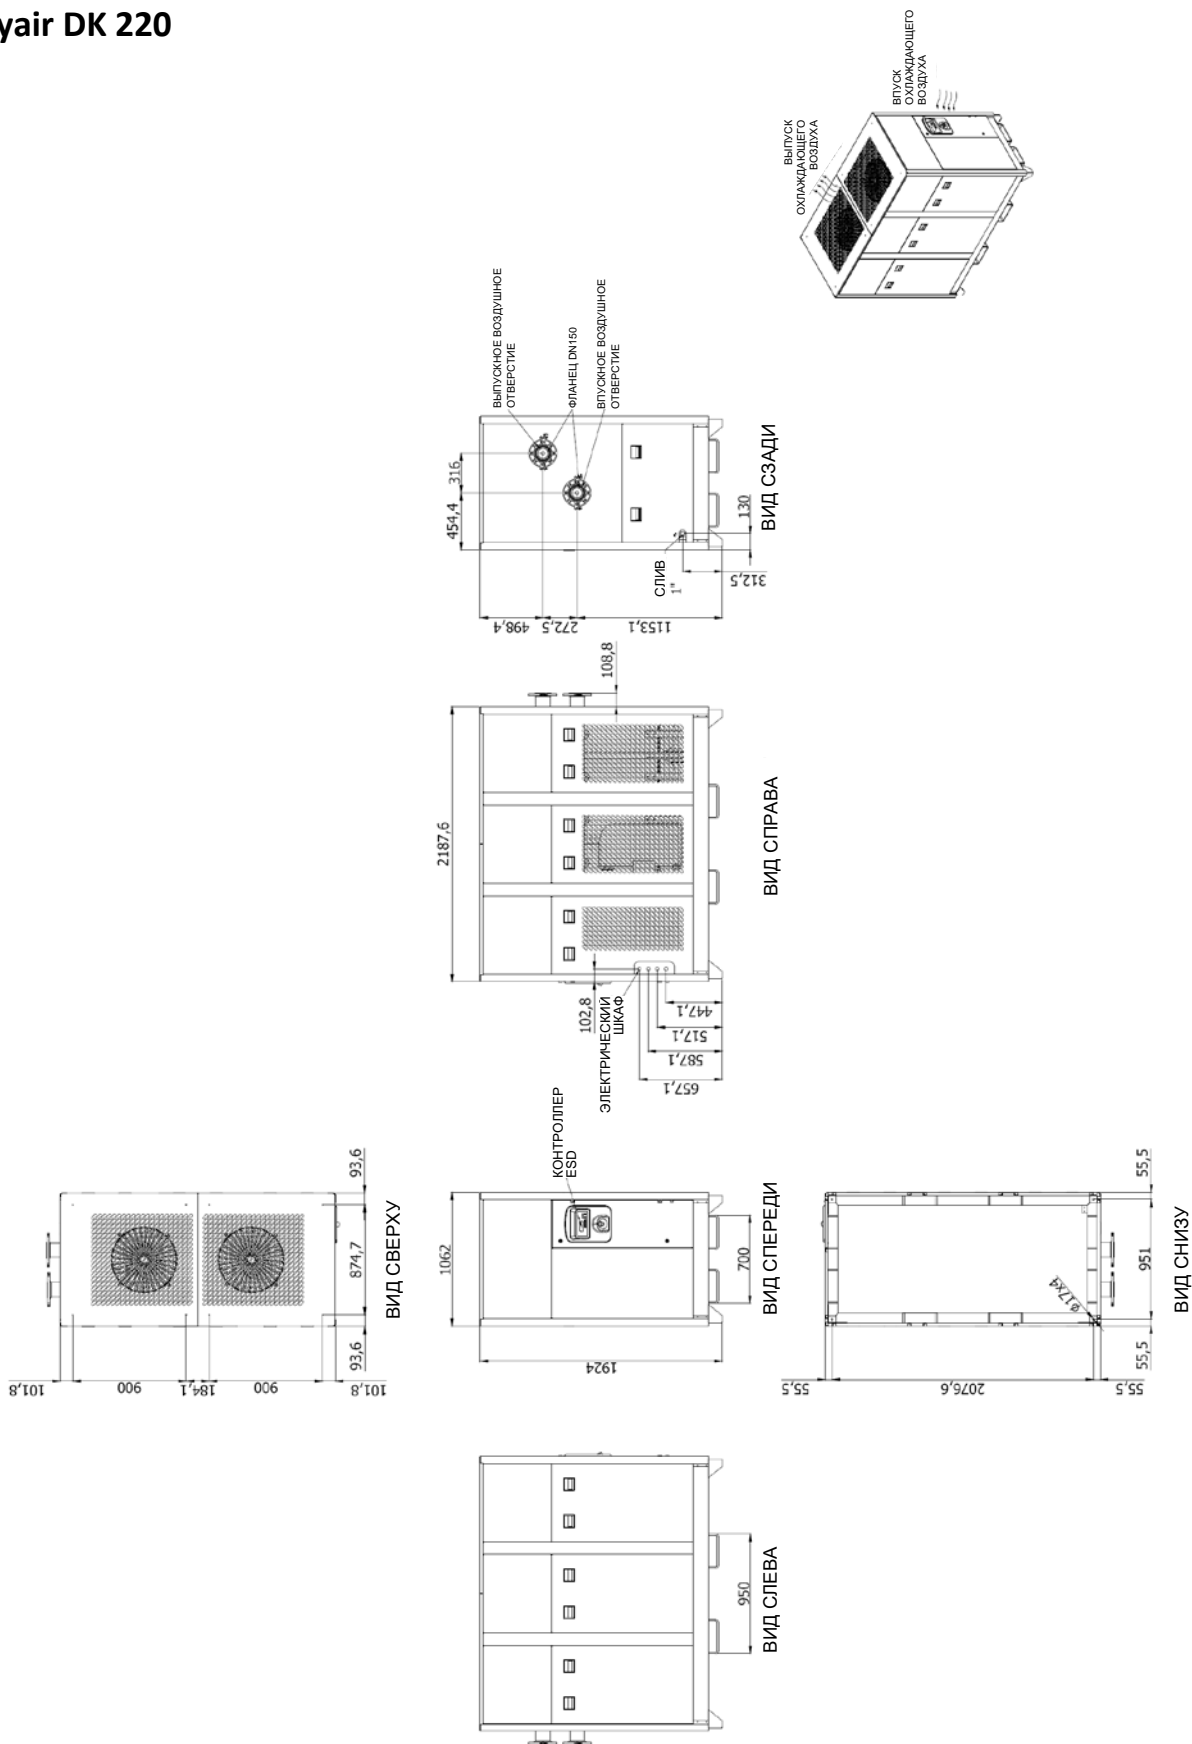 yair DK 220
ВПУСК
ОХЛАЖДАЮЩЕГО
ВОЗДУХА
ВЫПУСК
ОХЛАЖДАЮЩЕГО
ВОЗДУХА
ВЫПУСКНОЕ ВОЗДУШНОЕ
ОТВЕРСТИЕ
ФЛАНЕЦ DN150
ВПУСКНОЕ ВОЗДУШНОЕ
ОТВЕРСТИЕ
316
454,4
СЛИВ
1"
130
312,5
498,4
272,5
1153,1
ВИД СЗАДИ
108,8
2187,6
102,8
ЭЛЕКТРИЧЕСКИЙ
ШКАФ
447,1
517,1
587,1
657,1
ВИД СПРАВА
93,6
874,7
93,6
101,8
900
184,1
900
101,8
ВИД СВЕРХУ
КОНТРОЛЛЕР
ESD
1062
700
1924
ВИД СПЕРЕДИ
55,5
951
55,5
Ø17x4
55,5
2076,6
55,5
ВИД СНИЗУ
950
ВИД СЛЕВА